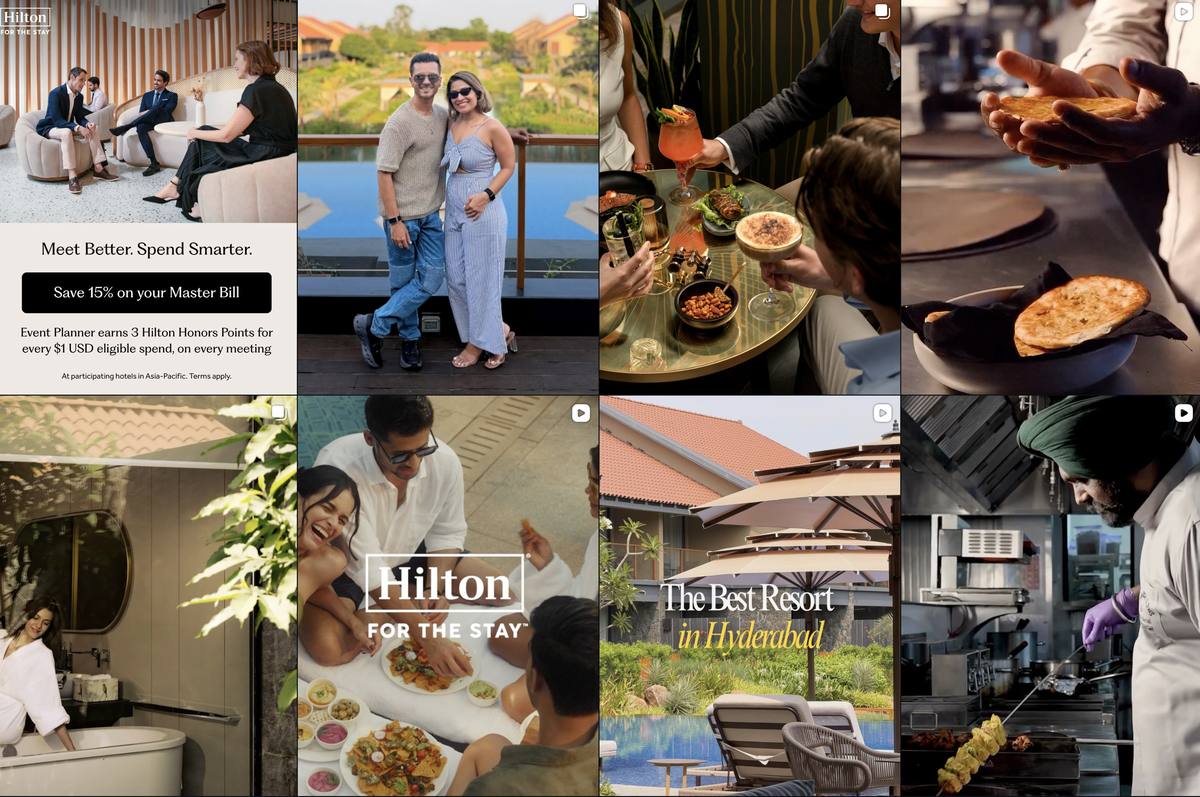 Hilton
FOR THE STAY
Meet Better. Spend Smarter.
Save 15% on your Master Bill
Event Planner earns 3 Hilton Honors Points for
every $1 USD eligible spend, on every meeting
At participating hotels in Asia-Pacific. Terms apply.
Hilton
FOR THE STAY™
The Best Resort
in Hyderabad